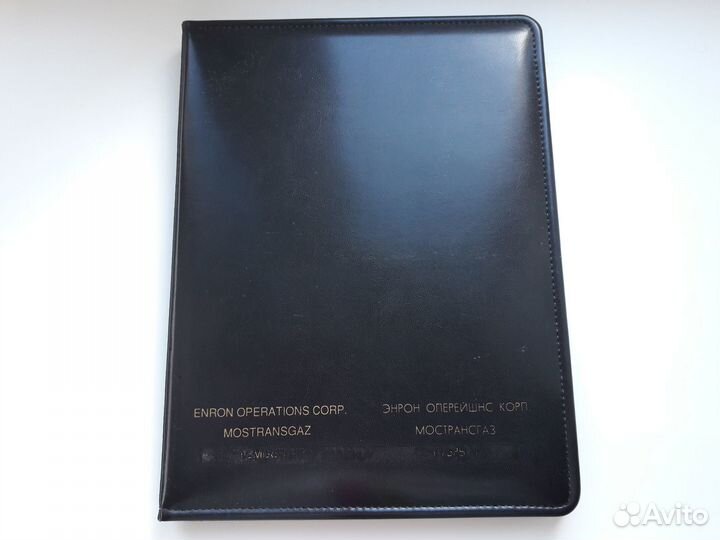 ENRON OPERATIONS CORP.
MOSTRANSGAZ
ЭНРОН ОПЕРЕЙШНС КОРП.
МОСТРАНСГАЗ
Avito